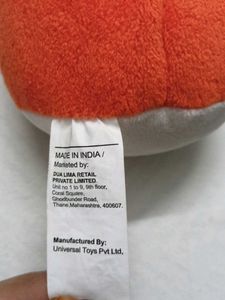 MADE IN INDIA /
Marketed by:
DUA LIMA RETAIL
PRIVATE LIMITED.
Unit no 1 to 9, 9th floor,
Coral Square,
Ghodbunder Road,
Thane, Maharashtra, 400607.
Manufactured By:
Universal Toys Pvt Ltd,